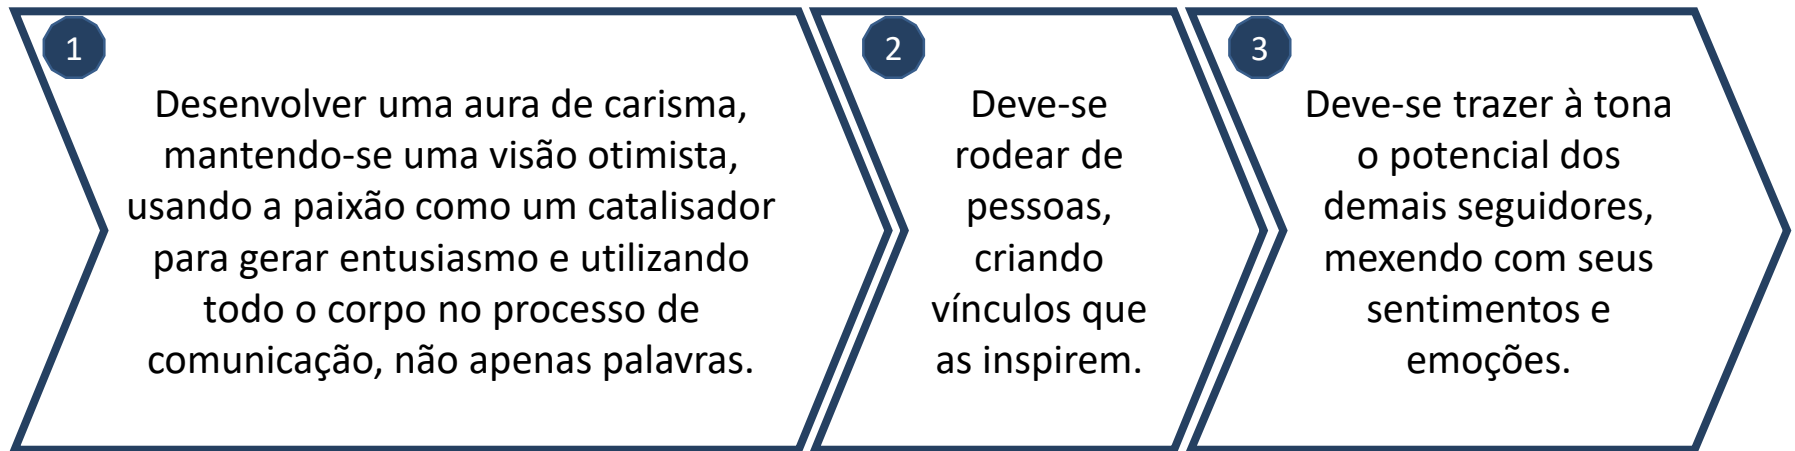 1
Desenvolver uma aura de carisma,
mantendo-se uma visão otimista,
usando a paixão como um catalisador
para gerar entusiasmo e utilizando
todo o corpo no processo de
comunicação, não apenas palavras.
2
Deve-se
rodear de
pessoas,
criando
vínculos que
as inspirem.
3
Deve-se trazer à tona
o potencial dos
demais seguidores,
mexendo com seus
sentimentos e
emoções.